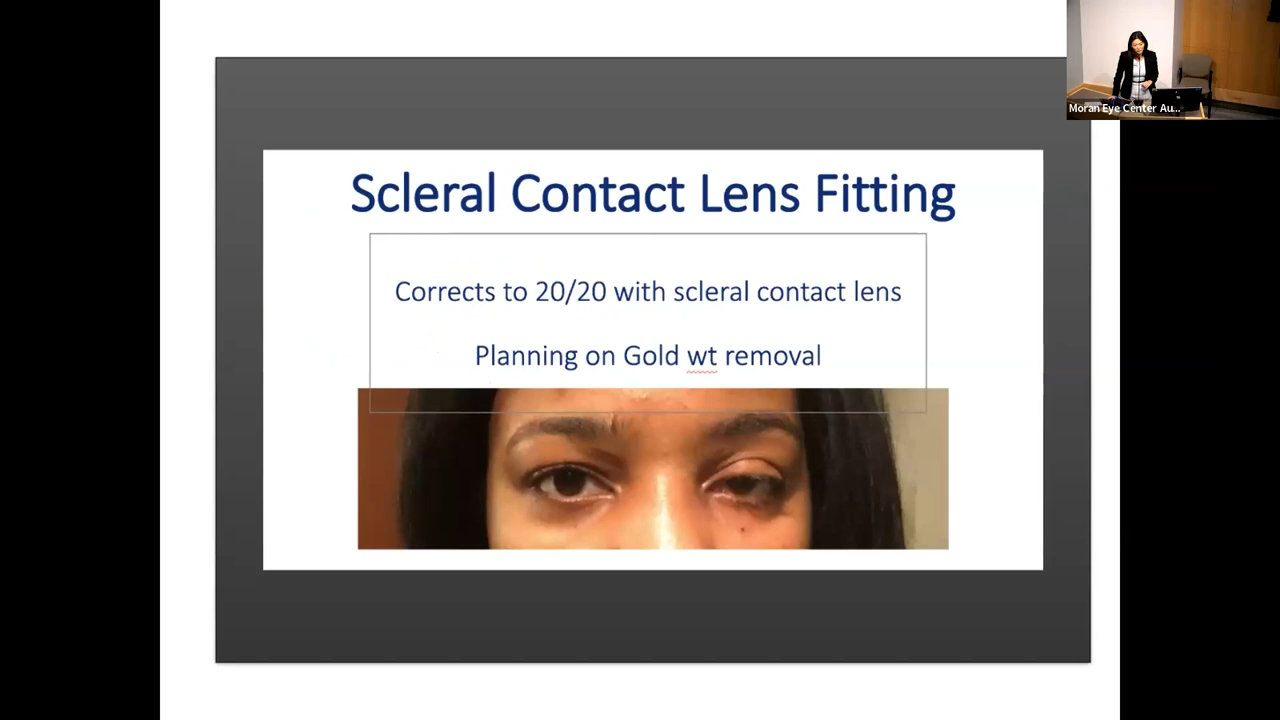 Moran Eye Center Au...
Scleral Contact Lens Fitting
Corrects to 20/20 with scleral contact lens
Planning on Gold wt removal